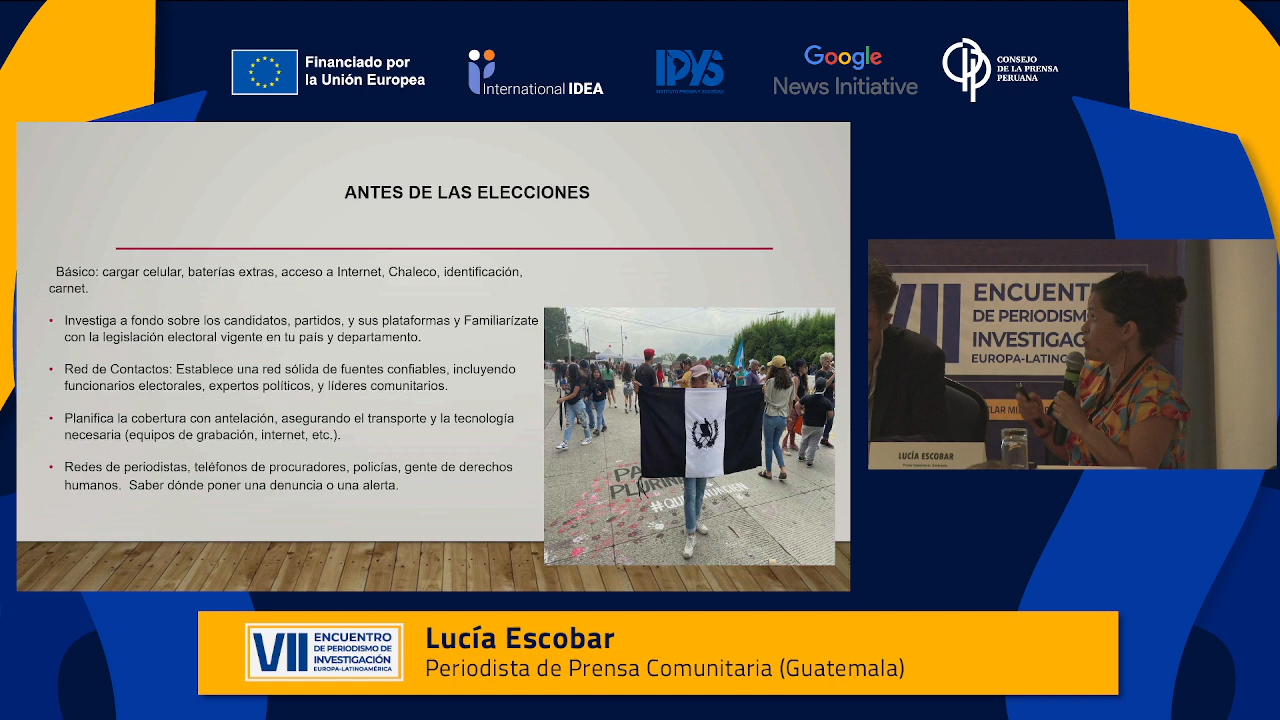 Financiado por
la Unión Europea
International IDEA
IPYS
INSTITUTO PRENSA Y SOCIEDAD
Google
News Initiative
CONSEJO
DE LA PRENSA
PERUANA
ANTES DE LAS ELECCIONES
Básico: cargar celular, baterías extras, acceso a Internet, Chaleco, identificación,
carnet.
• Investiga a fondo sobre los candidatos, partidos, y sus plataformas y Familiarízate
con la legislación electoral vigente en tu país y departamento.
• Red de Contactos: Establece una red sólida de fuentes confiables, incluyendo
funcionarios electorales, expertos políticos, y líderes comunitarios.
• Planifica la cobertura con antelación, asegurando el transporte y la tecnología
necesaria (equipos de grabación, internet, etc.).
• Redes de periodistas, teléfonos de procuradores, policías, gente de derechos
humanos. Saber dónde poner una denuncia o una alerta.
VII
ENCUENT
DE PERIODISM
INVESTIGAC
EUROPA-LATINO
LUCÍA ESCOBAR
VII
ENCUENTRO
DE PERIODISMO DE
INVESTIGACIÓN
EUROPA-LATINOAMÉRICA
Lucía Escobar
Periodista de Prensa Comunitaria (Guatemala)